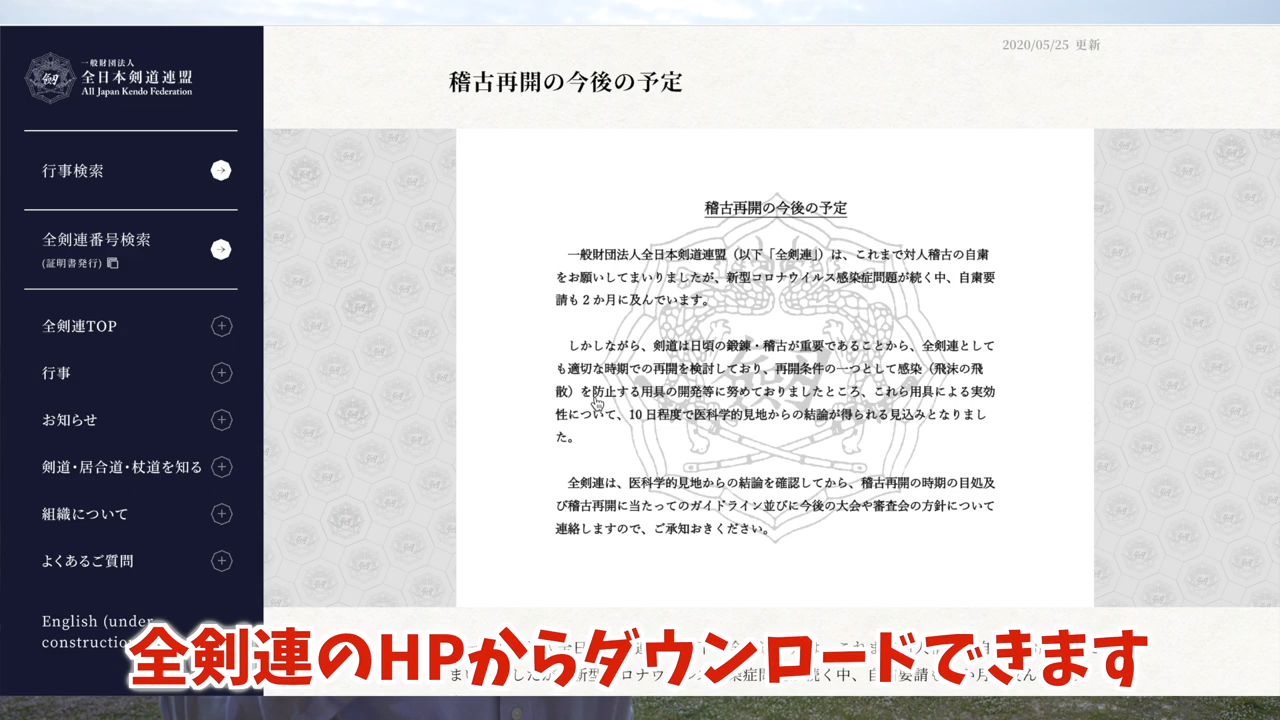 一般財団法人
全日本剣道連盟
All Japan Kendo Federation
行事検索
全剣連番号検索
(証明書発行)
全剣連TOP
行事
お知らせ
剣道・居合道・杖道を知る
組織について
よくあるご質問
English (under
2020/05/25 更新
稽古再開の今後の予定
稽古再開の今後の予定
一般財団法人全日本剣道連盟（以下「全剣連」）は、これまで対人稽古の自粛
をお願いしてまいりましたが、新型コロナウイルス感染症問題が続く中、自粛要
請も２か月に及んでいます。
しかしながら、剣道は日頃の鍛錬・稽古が重要であることから、全剣連として
も適切な時期での再開を検討しており、再開条件の一つとして感染（飛沫の飛
散）を防止する用具の開発等に努めておりましたところ、これら用具による実効
性について、10 日程度で医科学的見地からの結論が得られる見込みとなりまし
た。
全剣連は、医科学的見地からの結論を確認してから、稽古再開の時期の目処及
び稽古再開に当たってのガイドライン並びに今後の大会や審査会の方針について
連絡しますので、ご承知おきください。
全剣連のHPからダウンロードできます